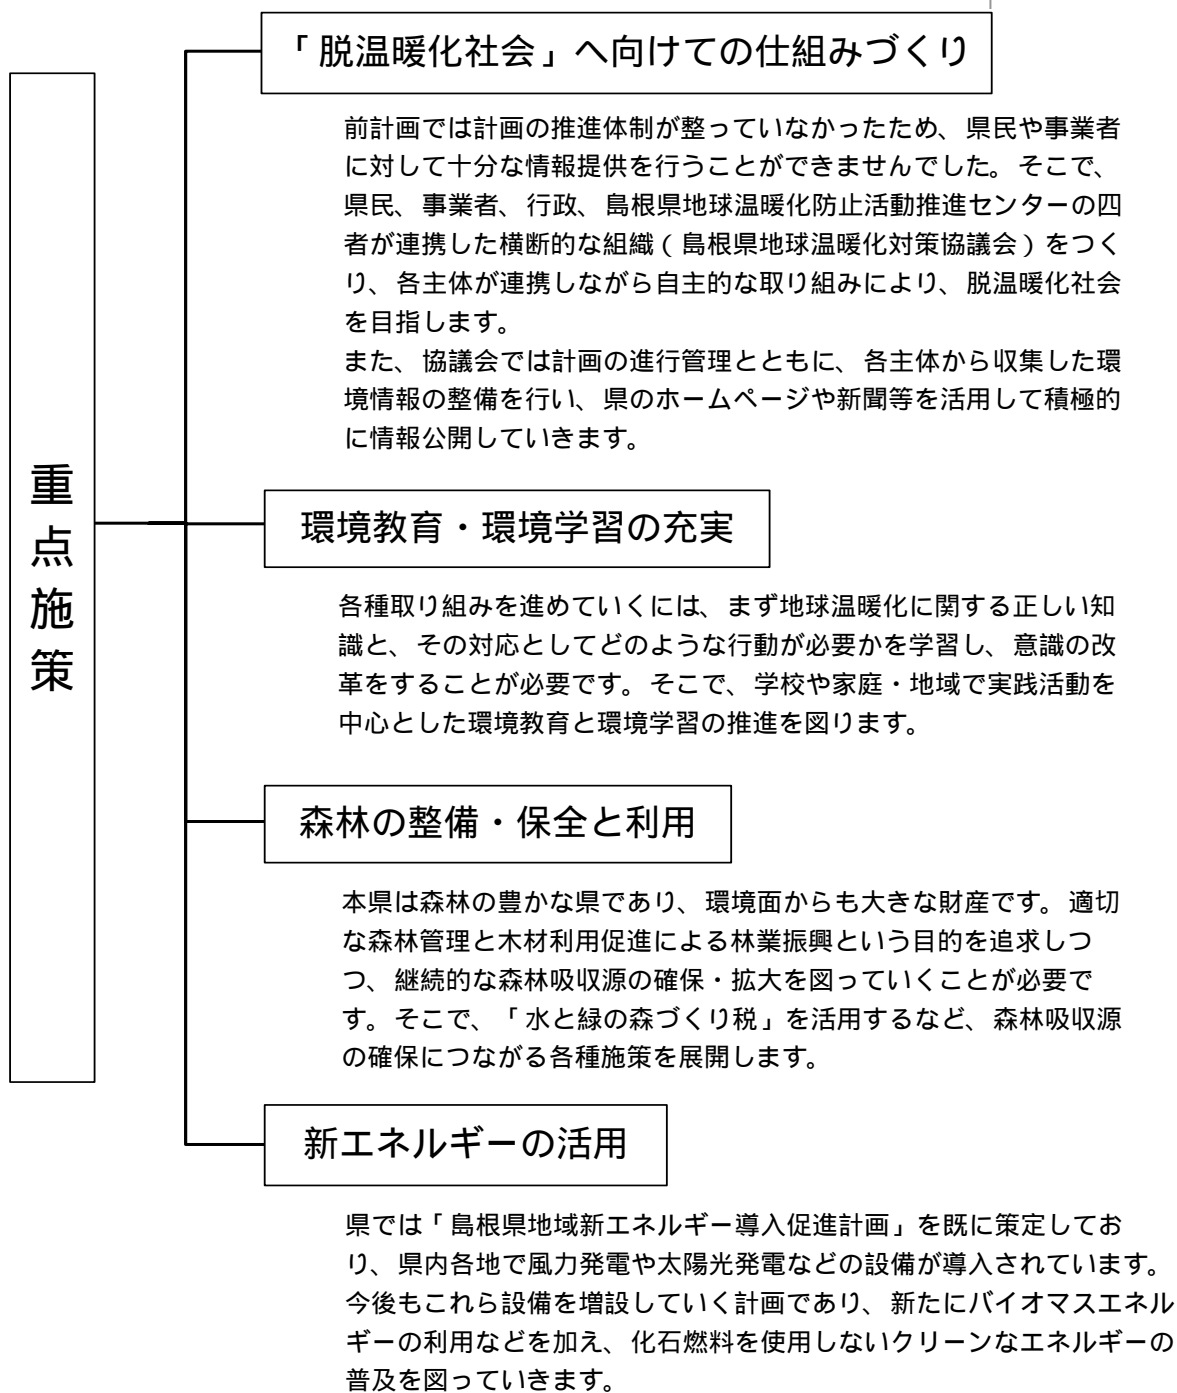 重点施策
「脱温暖化社会」へ向けての仕組みづくり
前計画では計画の推進体制が整っていなかったため、県民や事業者
に対して十分な情報提供を行うことができませんでした。そこで、
県民、事業者、行政、島根県地球温暖化防止活動推進センターの四
者が連携した横断的な組織（島根県地球温暖化対策協議会）をつく
り、各主体が連携しながら自主的な取り組みにより、脱温暖化社会
を目指します。
また、協議会では計画の進行管理とともに、各主体から収集した環
境情報の整備を行い、県のホームページや新聞等を活用して積極的
に情報公開していきます。
環境教育・環境学習の充実
各種取り組みを進めていくには、まず地球温暖化に関する正しい知
識と、その対応としてどのような行動が必要かを学習し、意識の改
革をすることが必要です。そこで、学校や家庭・地域で実践活動を
中心とした環境教育と環境学習の推進を図ります。
森林の整備・保全と利用
本県は森林の豊かな県であり、環境面からも大きな財産です。適切
な森林管理と木材利用促進による林業振興という目的を追求しつ
つ、継続的な森林吸収源の確保・拡大を図っていくことが必要で
す。そこで、「水と緑の森づくり税」を活用するなど、森林吸収源
の確保につながる各種施策を展開します。
新エネルギーの活用
県では「島根県地域新エネルギー導入促進計画」を既に策定してお
り、県内各地で風力発電や太陽光発電などの設備が導入されています。
今後もこれら設備を増設していく計画であり、新たにバイオマスエネル
ギーの利用などを加え、化石燃料を使用しないクリーンなエネルギーの
普及を図っていきます。